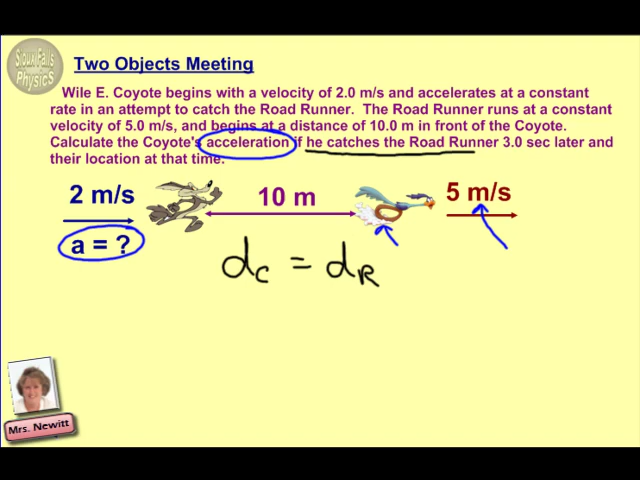 Sioux Falls
Physics
Two Objects Meeting
Wile E. Coyote begins with a velocity of 2.0 m/s and accelerates at a constant
rate in an attempt to catch the Road Runner. The Road Runner runs at a constant
velocity of 5.0 m/s, and begins at a distance of 10.0 m in front of the Coyote.
Calculate the Coyote's acceleration if he catches the Road Runner 3.0 sec later and
their location at that time.
2 m/s
10 m
5 m/s
a = ?
dC = dR
Mrs. Newitt